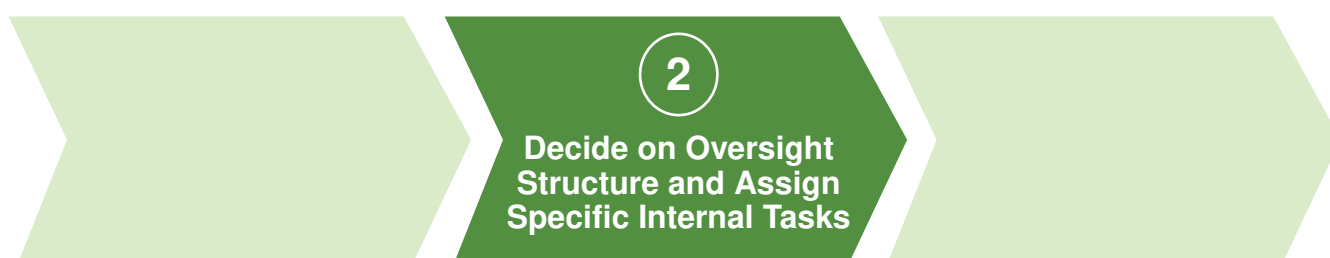 2
Decide on Oversight
Structure and Assign
Specific Internal Tasks